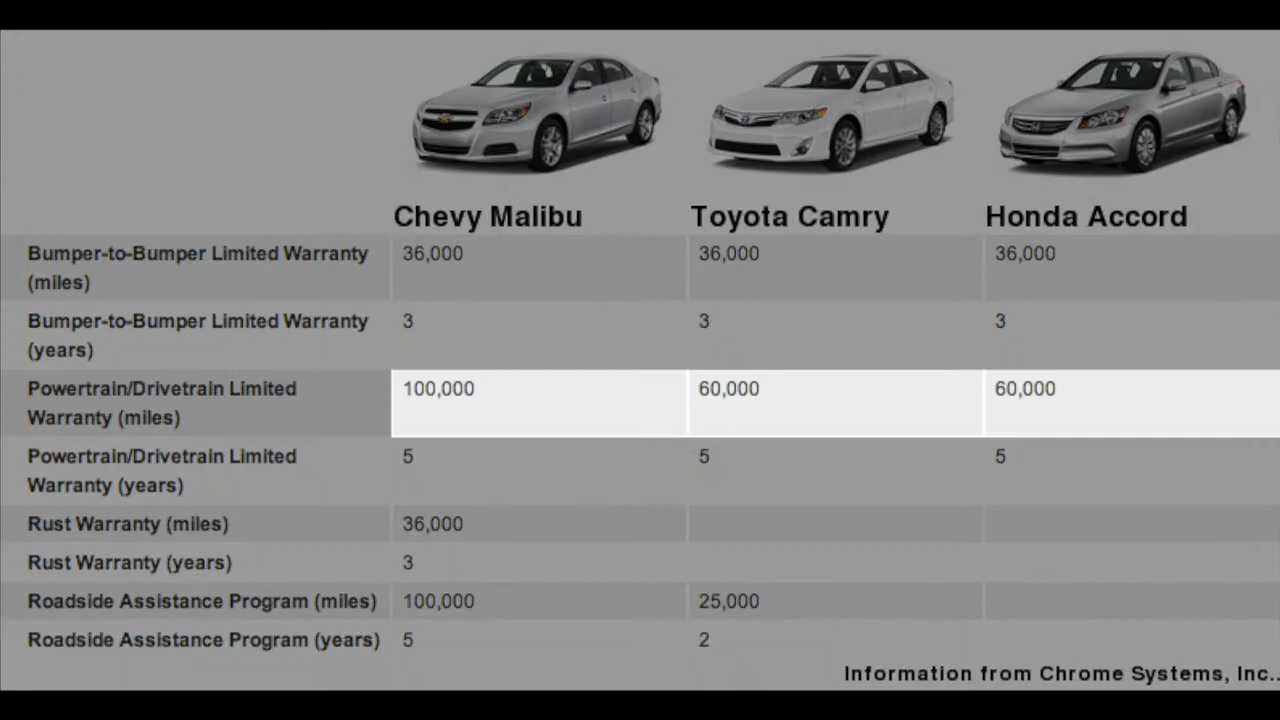 Chevy Malibu Toyota Camry Honda Accord
Bumper-to-Bumper Limited Warranty (miles) 36,000 36,000 36,000
Bumper-to-Bumper Limited Warranty (years) 3 3 3
Powertrain/Drivetrain Limited Warranty (miles) 100,000 60,000 60,000
Powertrain/Drivetrain Limited Warranty (years) 5 5 5
Rust Warranty (miles) 36,000
Rust Warranty (years) 3
Roadside Assistance Program (miles) 100,000 25,000
Roadside Assistance Program (years) 5 2
Information from Chrome Systems, Inc..